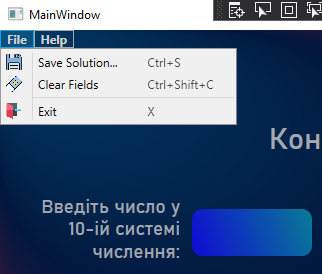 MainWindow
File Help
Save Solution... Ctrl+S
Clear Fields Ctrl+Shift+C
Exit X
Кон
Введіть число у
10-ій системі
числення: